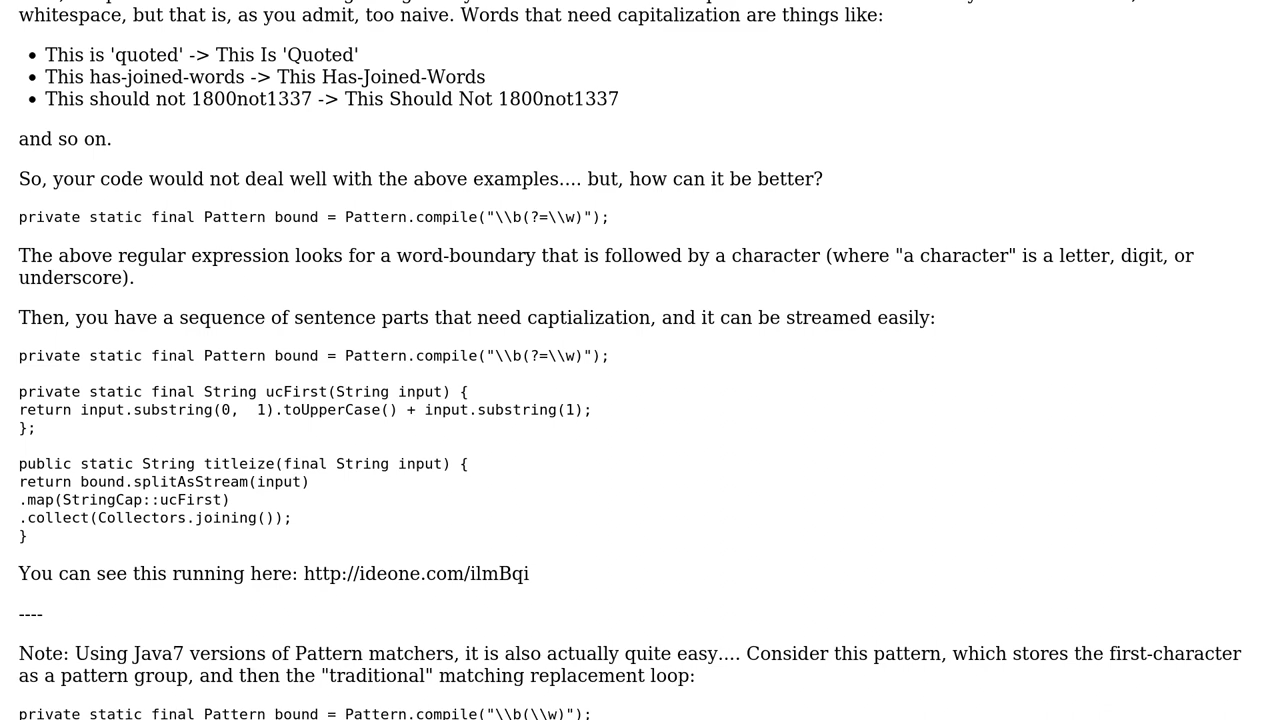 whitespace, but that is, as you admit, too naive. Words that need capitalization are things like:
• This is 'quoted' -> This Is 'Quoted'
• This has-joined-words -> This Has-Joined-Words
• This should not 1800not1337 -> This Should Not 1800not1337
and so on.
So, your code would not deal well with the above examples.... but, how can it be better?
private static final Pattern bound = Pattern.compile("\\b(?=\\w)");
The above regular expression looks for a word-boundary that is followed by a character (where "a character" is a letter, digit, or
underscore).
Then, you have a sequence of sentence parts that need captialization, and it can be streamed easily:
private static final Pattern bound = Pattern.compile("\\b(?=\\w)");
private static final String ucFirst(String input) {
return input.substring(0,  1).toUpperCase() + input.substring(1);
};
public static String titleize(final String input) {
return bound.splitAsStream(input)
.map(StringCap::ucFirst)
.collect(Collectors.joining());
}
You can see this running here: http://ideone.com/ilmBqi
----
Note: Using Java7 versions of Pattern matchers, it is also actually quite easy.... Consider this pattern, which stores the first-character
as a pattern group, and then the "traditional" matching replacement loop:
private static final Pattern bound = Pattern.compile("\\b(\\w)");